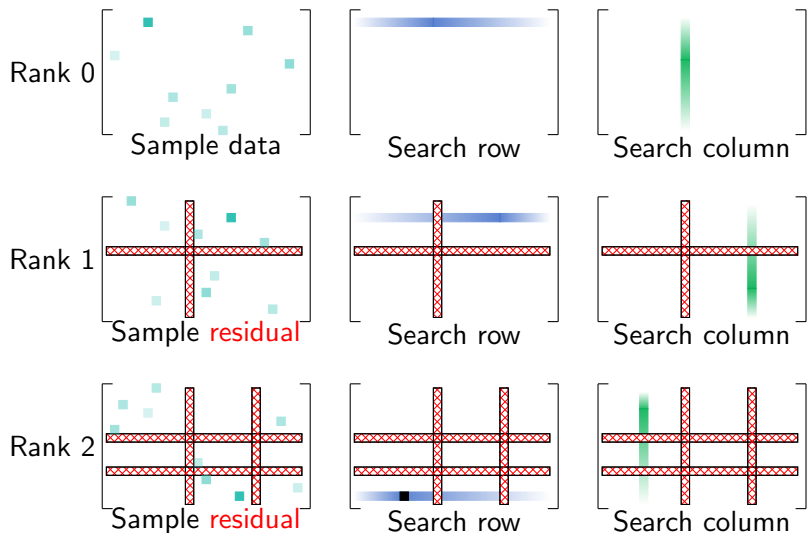 Rank 0
Sample data
Search row
Search column
Rank 1
Sample residual
Search row
Search column
Rank 2
Sample residual
Search row
Search column